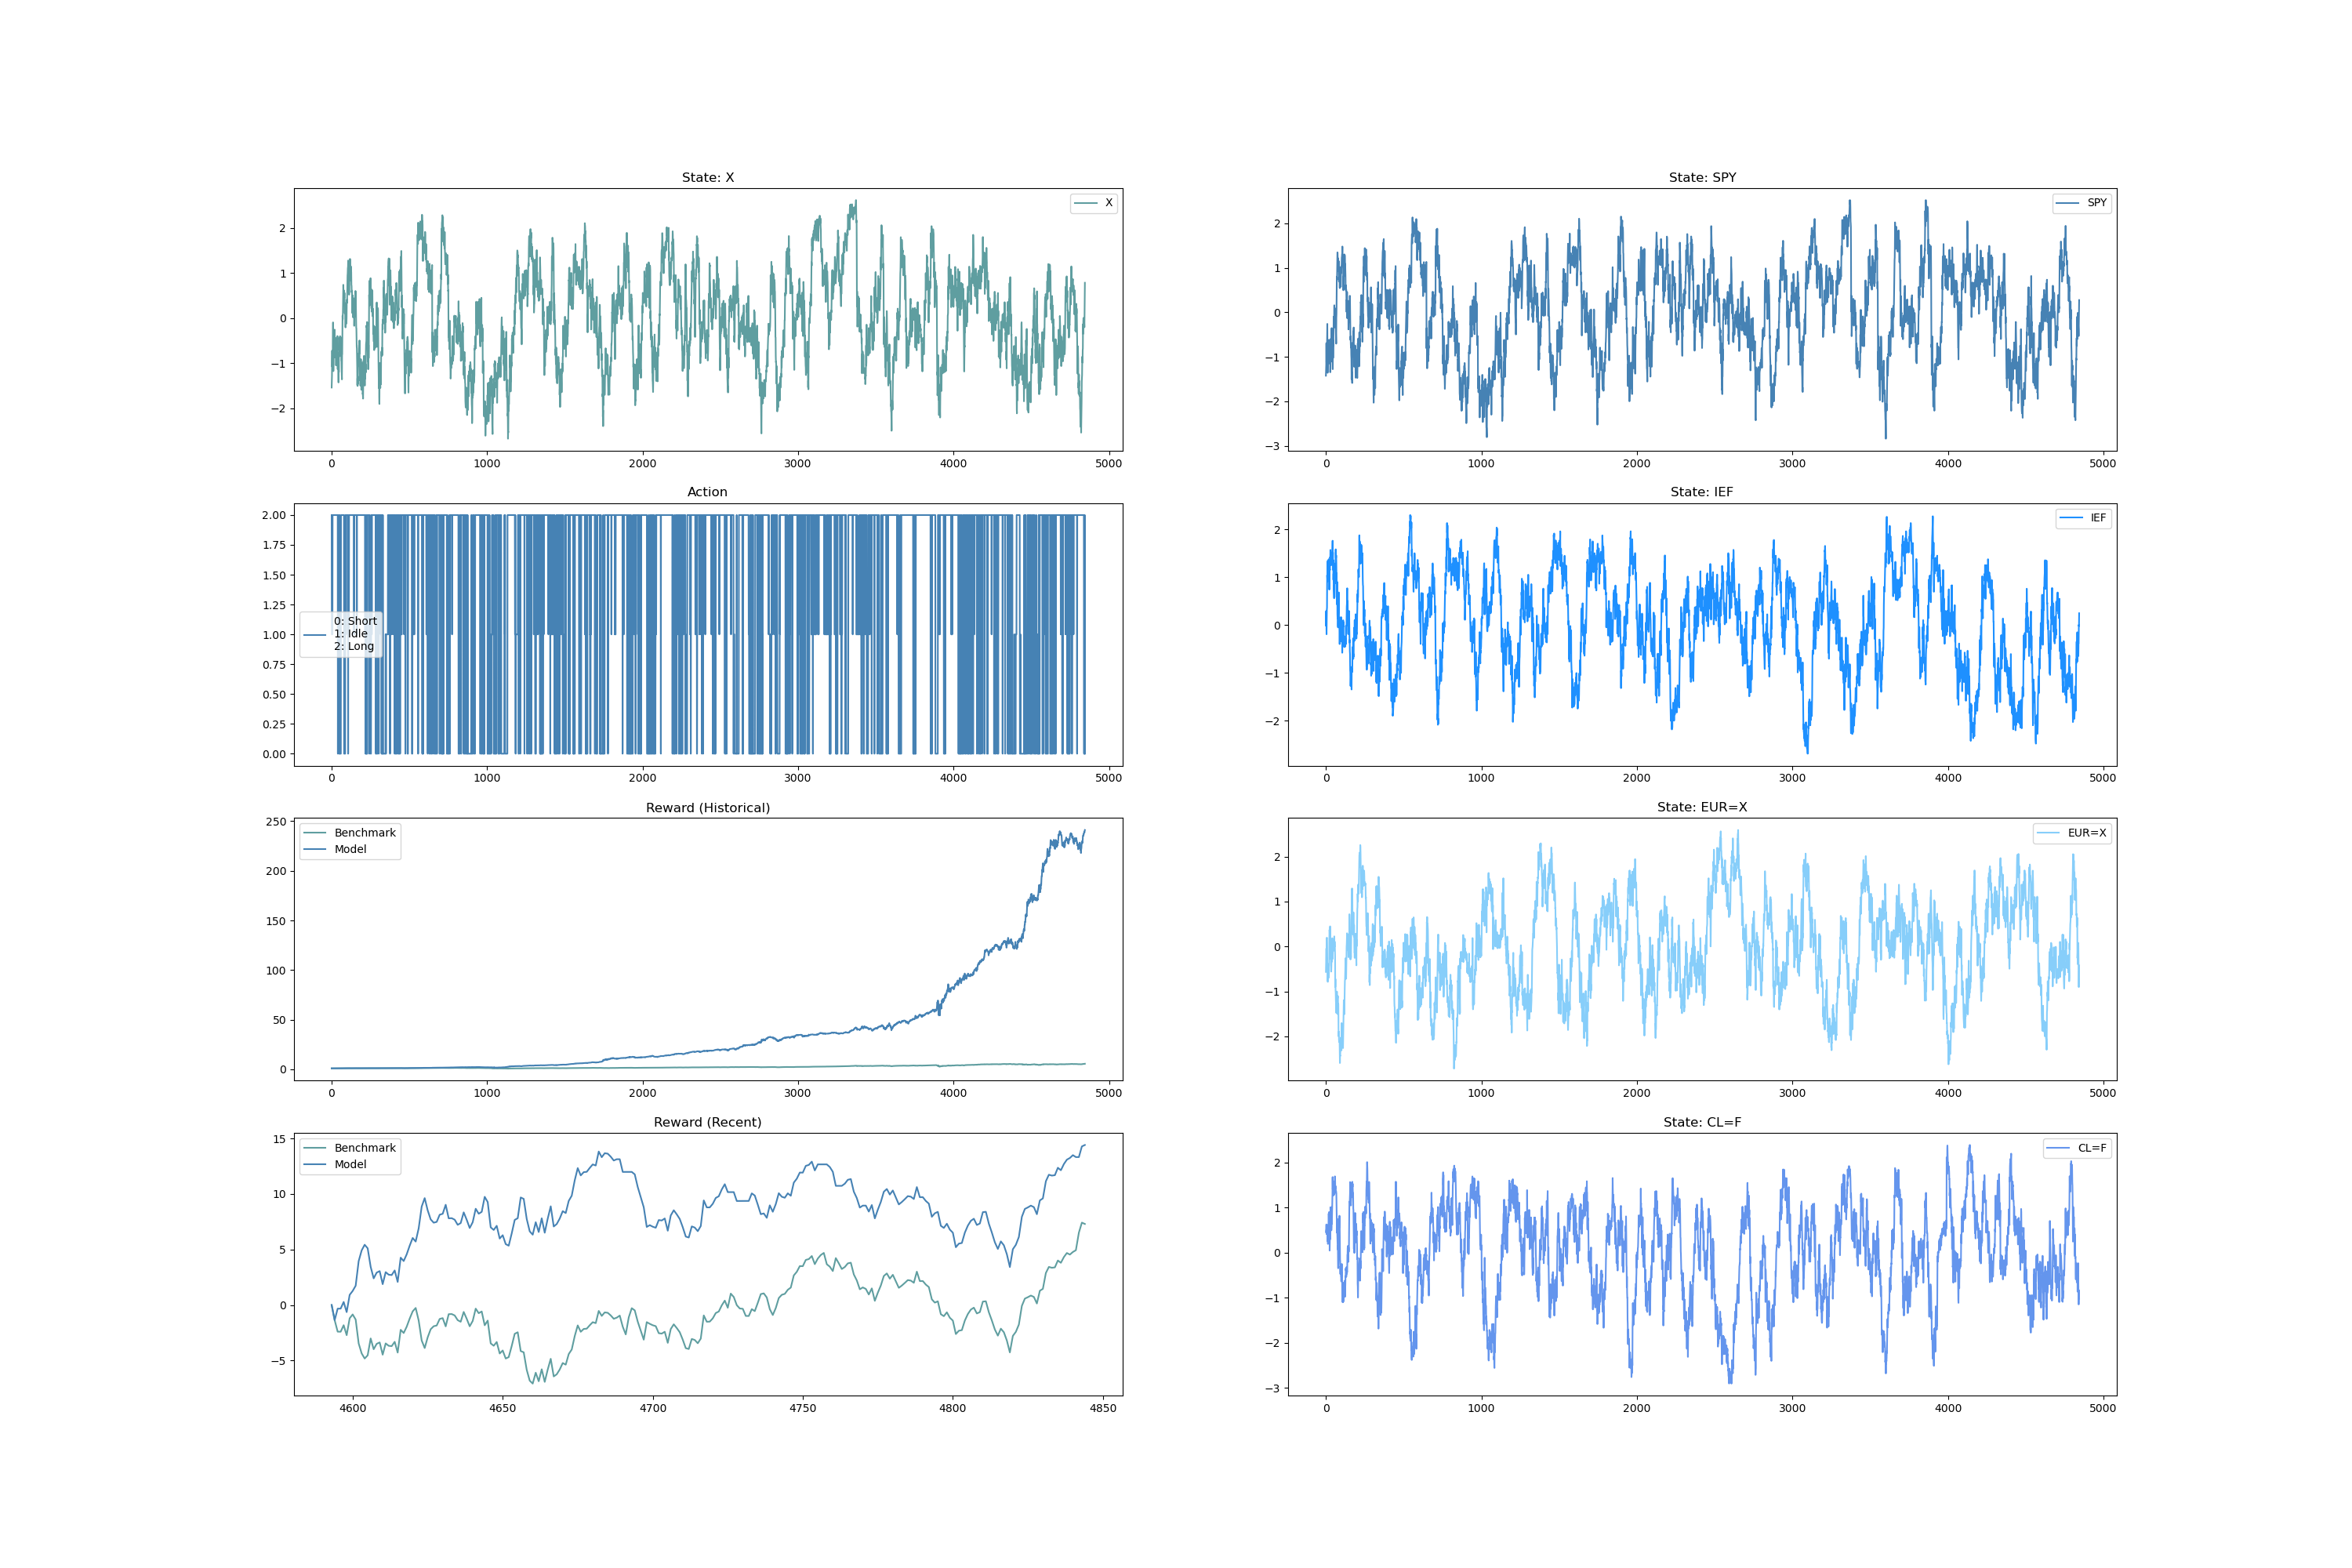 State: X
X
2
1
0
−1
−2
0 1000 2000 3000 4000 5000
State: SPY
SPY
2
1
0
−1
−2
−3
0 1000 2000 3000 4000 5000
Action
2.00
1.75
1.50
1.25
1.00
0.75
0.50
0.25
0.00
0: Short
1: Idle
2: Long
0 1000 2000 3000 4000 5000
State: IEF
IEF
2
1
0
−1
−2
0 1000 2000 3000 4000 5000
Reward (Historical)
Benchmark
Model
250
200
150
100
50
0
0 1000 2000 3000 4000 5000
State: EUR=X
EUR=X
2
1
0
−1
−2
0 1000 2000 3000 4000 5000
Reward (Recent)
Benchmark
Model
15
10
5
0
−5
4600 4650 4700 4750 4800 4850
State: CL=F
CL=F
2
1
0
−1
−2
−3
0 1000 2000 3000 4000 5000